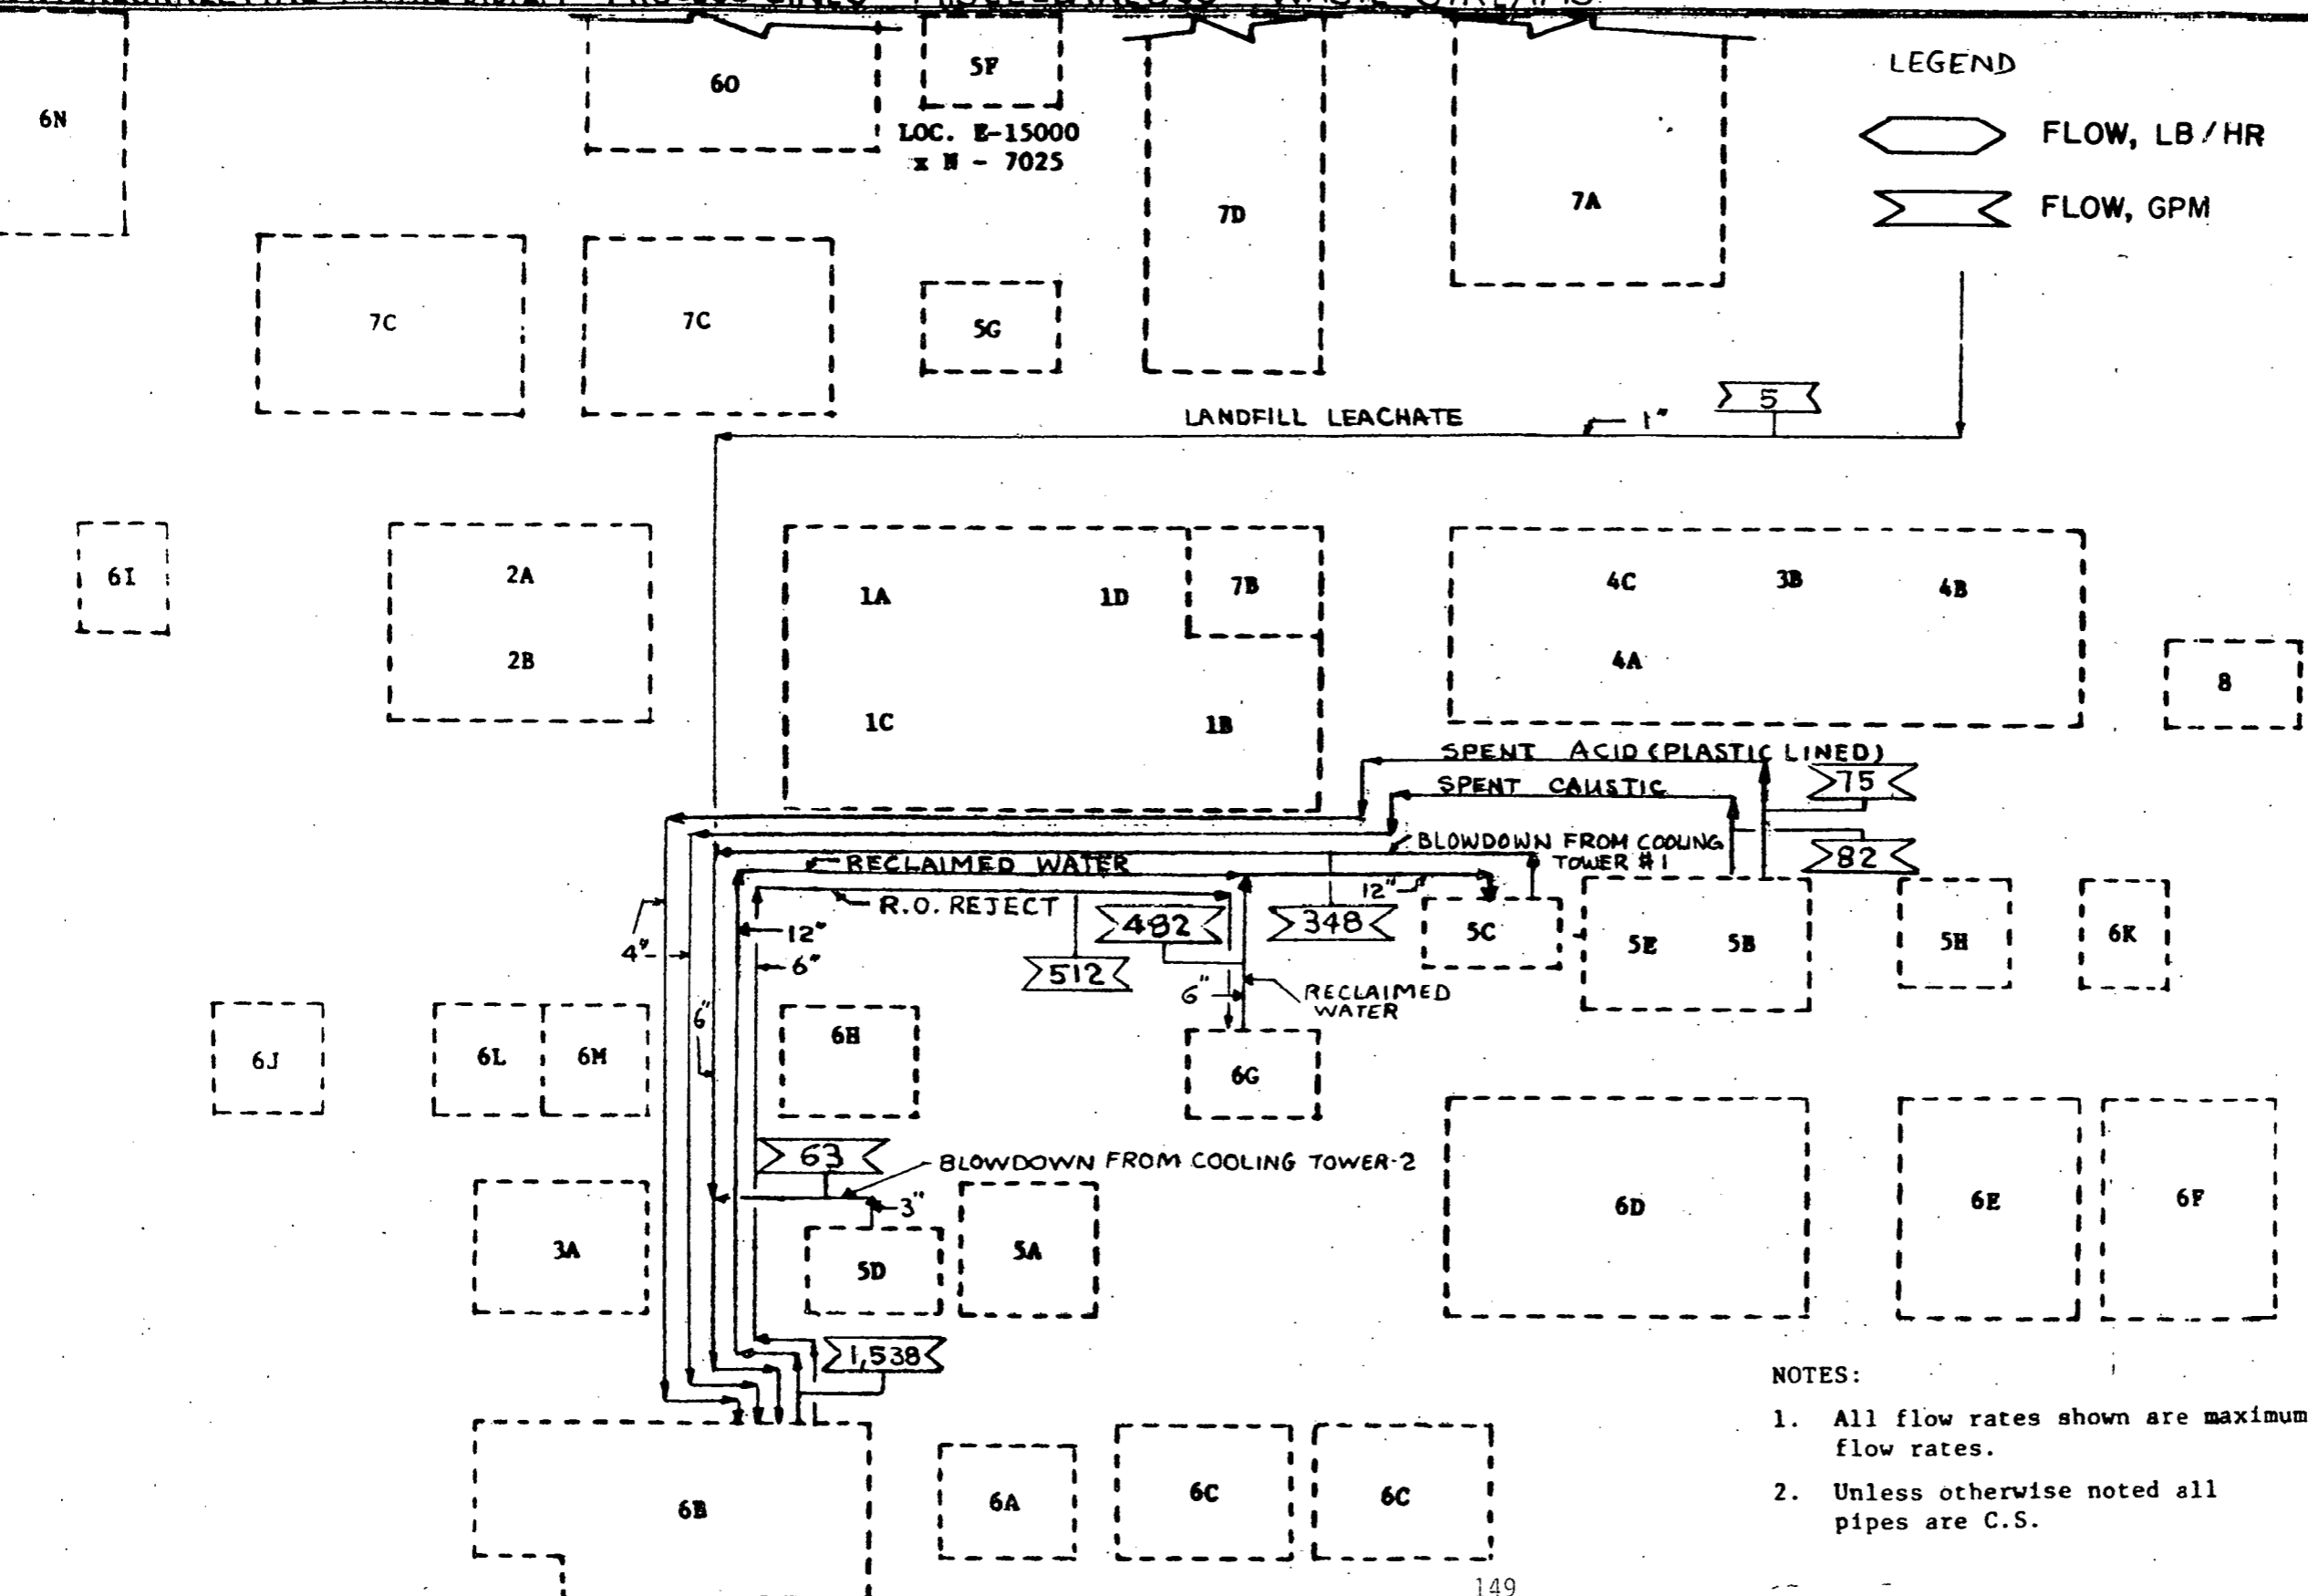 LEGEND
FLOW, LB/HR
FLOW, GPM
6N
6O
5F
LOC. E-15000
x N - 7025
7D
7A
7C
7C
5G
LANDFILL LEACHATE
1"
5
6I
2A
2B
1A
1D
7B
1C
1B
4C
3B
4B
4A
8
SPENT ACID (PLASTIC LINED)
75
SPENT CAUSTIC
BLOWDOWN FROM COOLING
TOWER #1
82
RECLAIMED WATER
12"
R.O. REJECT
482
348
5C
5E
5B
5H
6K
12"
4"
6"
512
6"
RECLAIMED
WATER
6"
6J
6L
6M
6H
6G
63
BLOWDOWN FROM COOLING TOWER-2
3"
3A
5D
5A
6D
6E
6F
1,538
6B
6A
6C
6C
NOTES:
1. All flow rates shown are maximum
flow rates.
2. Unless otherwise noted all
pipes are C.S.
149